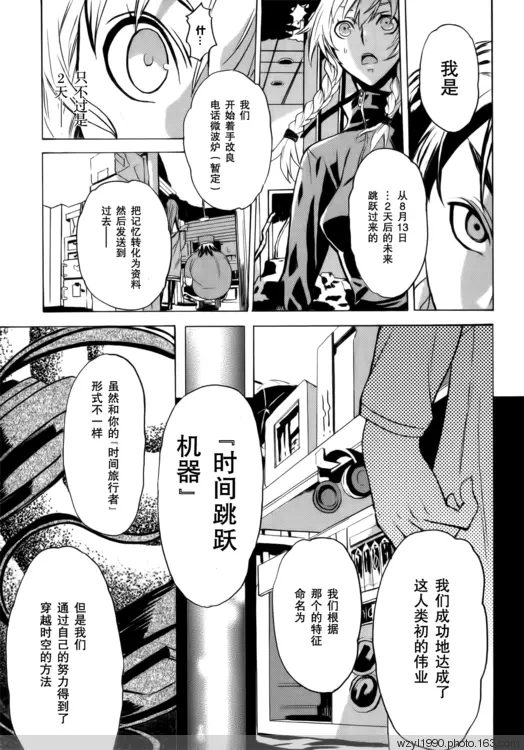 我是
从8月13日
…2天后的未来
跳跃过来的
什…
只不过是
2天…
我们
开始着手改良
电话微波炉（暂定）
把记忆转化为资料
然后发送到
过去——
我们成功地达成了
这人类初的伟业
我们根据
那个的特征
命名为
『时间跳跃
机器』
虽然和你的『时间旅行者』
形式不一样
但是我们
通过自己的努力得到了
穿越时空的方法
wzyl1990.photo.163.com